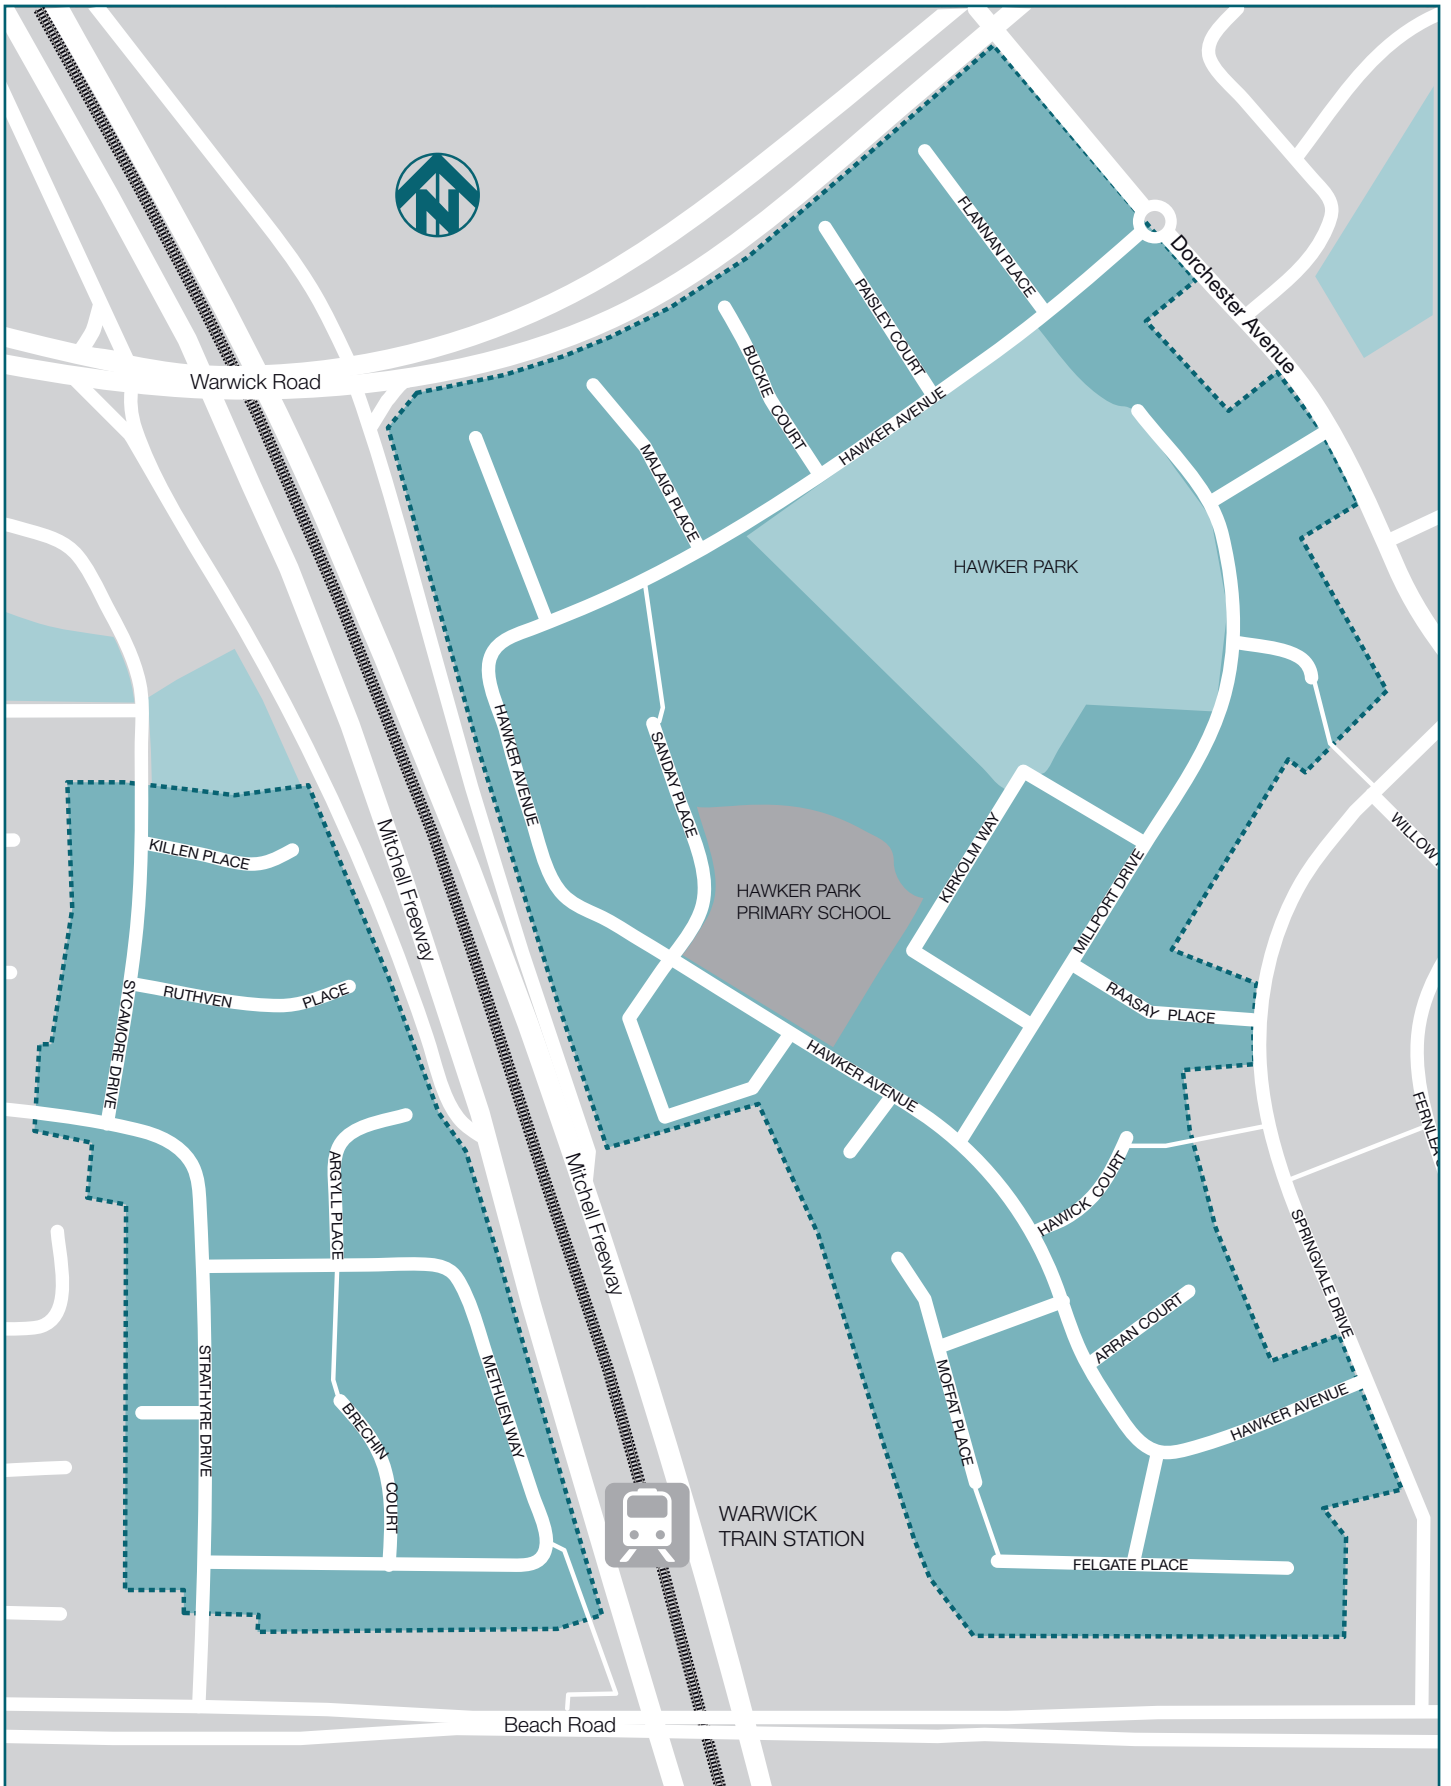 N
FLANNAN PLACE
Dorchester Avenue
PAISLEY COURT
BUCKIE COURT
Warwick Road
HAWKER AVENUE
MALAIG PLACE
HAWKER PARK
HAWKER AVENUE
SANDAY PLACE
KILLEN PLACE
Mitchell Freeway
KIRKOLM WAY
WILLOW
HAWKER PARK
PRIMARY SCHOOL
MILLPORT DRIVE
SYCAMORE DRIVE
RUTHVEN PLACE
RAASAY PLACE
HAWKER AVENUE
FERNLEA
ARGYLL PLACE
Mitchell Freeway
HAWICK COURT
SPRINGVALE DRIVE
ARRAN COURT
STRATHYRE DRIVE
METHUEN WAY
MOFFAT PLACE
HAWKER AVENUE
BRECHIN COURT
WARWICK
TRAIN STATION
FELGATE PLACE
Beach Road